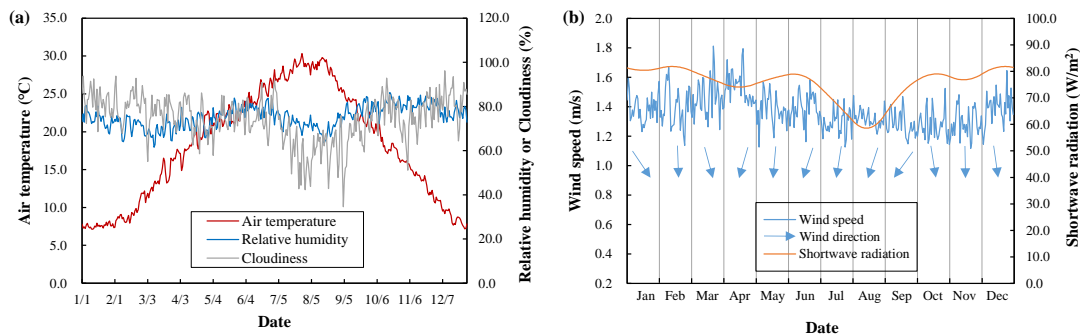 (a)
35.0
30.0
25.0
20.0
15.0
10.0
5.0
0.0
Air temperature (℃)
120.0
100.0
80.0
60.0
40.0
20.0
0.0
Relative humidity or Cloudiness (%)
Air temperature
Relative humidity
Cloudiness
1/1 2/1 3/3 4/3 5/4 6/4 7/5 8/5 9/5 10/6 11/6 12/7
Date
(b)
2.0
1.8
1.6
1.4
1.2
1.0
0.8
0.6
0.4
0.2
Wind speed (m/s)
100.0
90.0
80.0
70.0
60.0
50.0
40.0
30.0
20.0
10.0
0.0
Shortwave radiation (W/m²)
Wind speed
Wind direction
Shortwave radiation
Jan Feb Mar Apr May Jun Jul Aug Sep Oct Nov Dec
Date